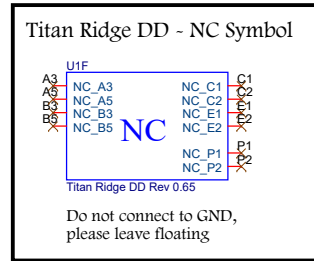 Titan Ridge DD - NC Symbol
U1F
A3 NC_A3 NC_C1 C1
A5 NC_A5 NC_C2 C2
B3 NC_B3 NC_E1 E1
B5 NC_B5 NC NC_E2 E2
NC_P1 P1
NC_P2 P2
Titan Ridge DD Rev 0.65
Do not connect to GND,
please leave floating